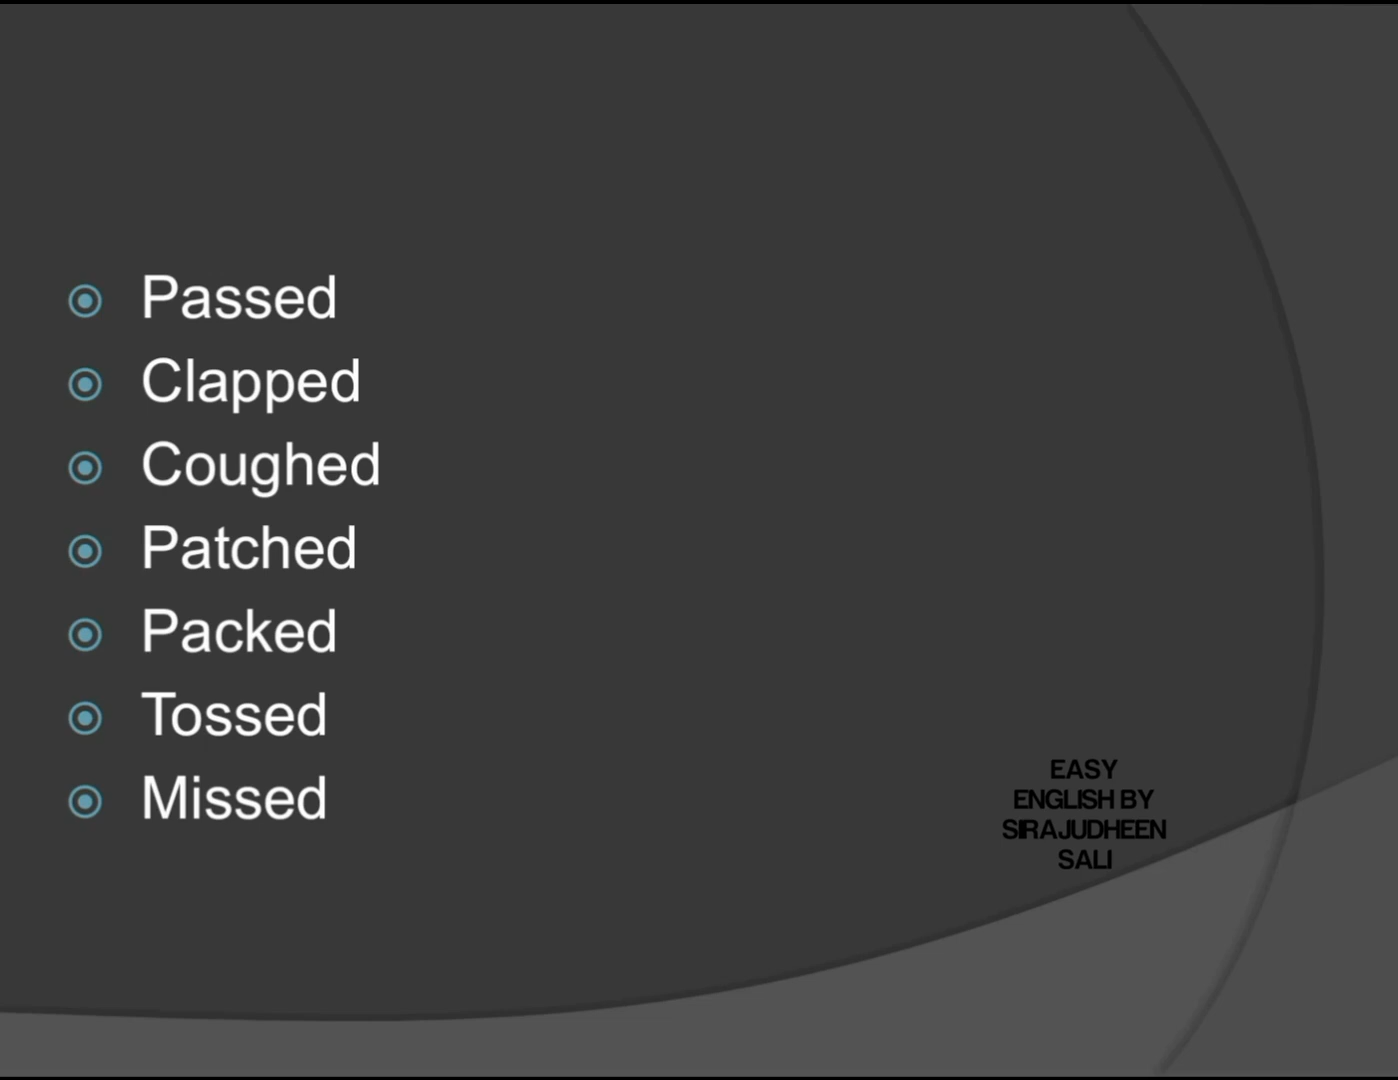 Passed
Clapped
Coughed
Patched
Packed
Tossed
Missed
EASY
ENGLISH BY
SIRAJUDHEEN
SALI